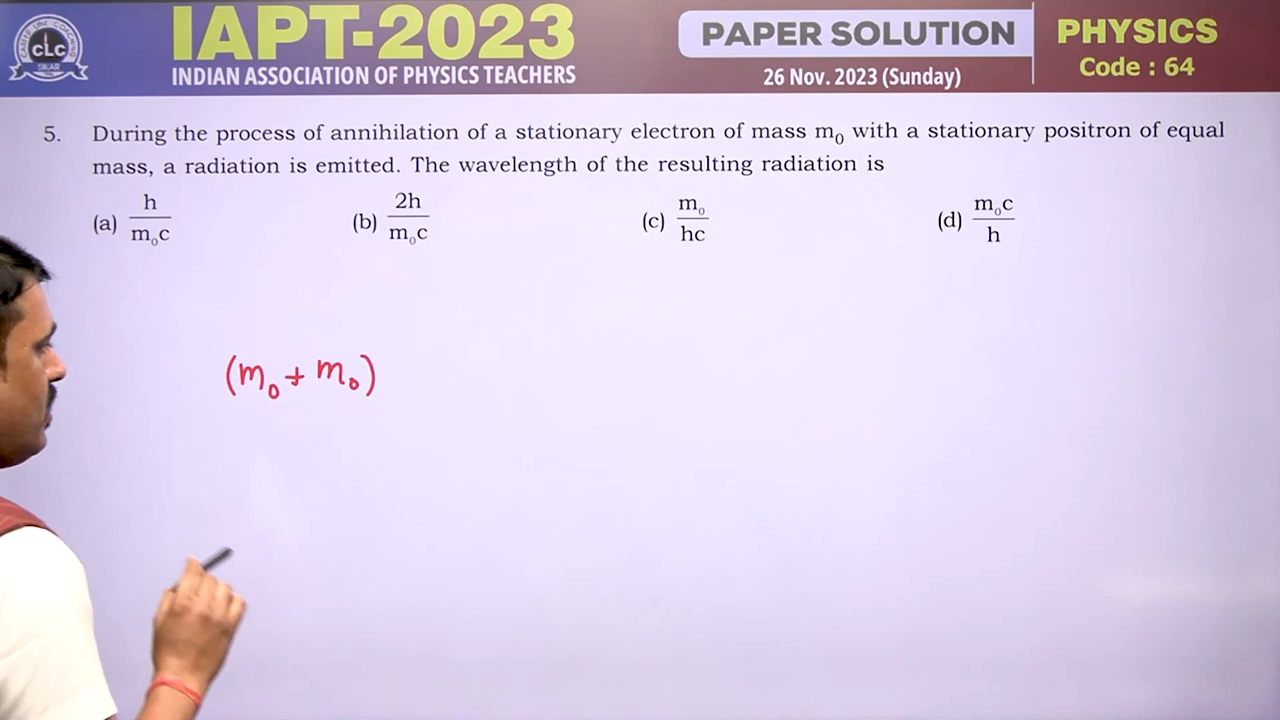 CLC
SIKAR
IAPT-2023
INDIAN ASSOCIATION OF PHYSICS TEACHERS
PAPER SOLUTION
26 Nov. 2023 (Sunday)
PHYSICS
Code : 64
5. During the process of annihilation of a stationary electron of mass m₀ with a stationary positron of equal
mass, a radiation is emitted. The wavelength of the resulting radiation is
(a) h/m₀c (b) 2h/m₀c (c) m₀/hc (d) m₀c/h
(m₀ + m₀)